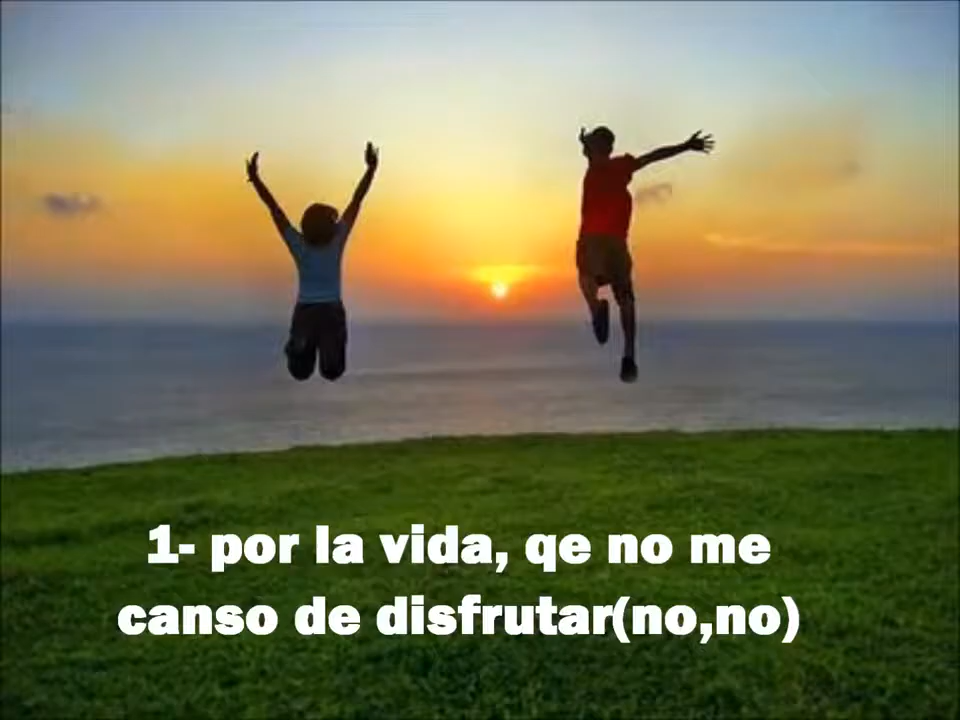 1- por la vida, qe no me
canso de disfrutar(no,no)